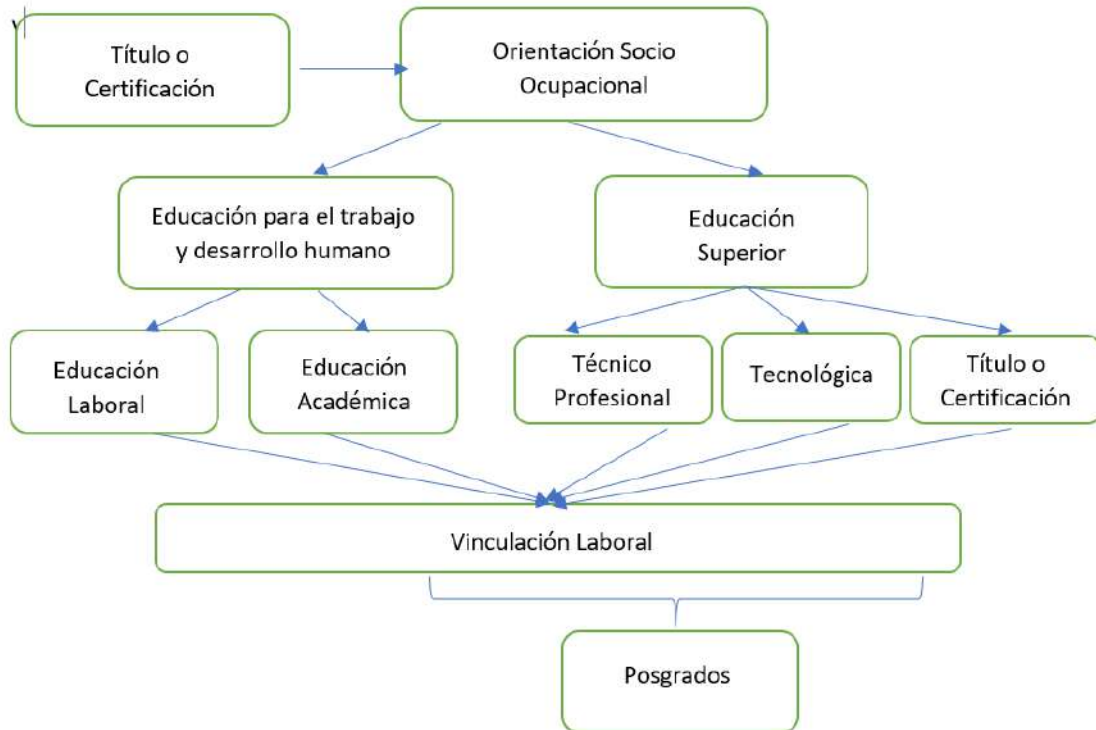 v
Título o
Certificación
Orientación Socio
Ocupacional
Educación para el trabajo
y desarrollo humano
Educación
Superior
Educación
Laboral
Educación
Académica
Técnico
Profesional
Tecnológica
Título o
Certificación
Vinculación Laboral
Posgrados